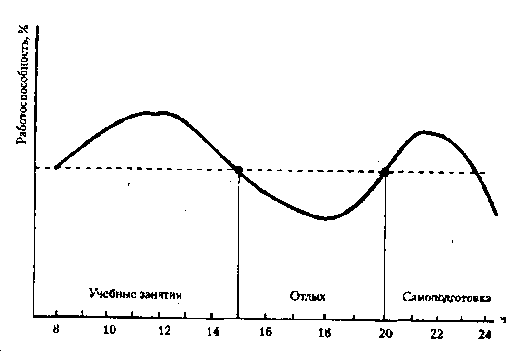 Работоспособность, %
Учебные занятия
Отдых
Самоподготовка
8 10 12 14 16 18 20 22 24 ч